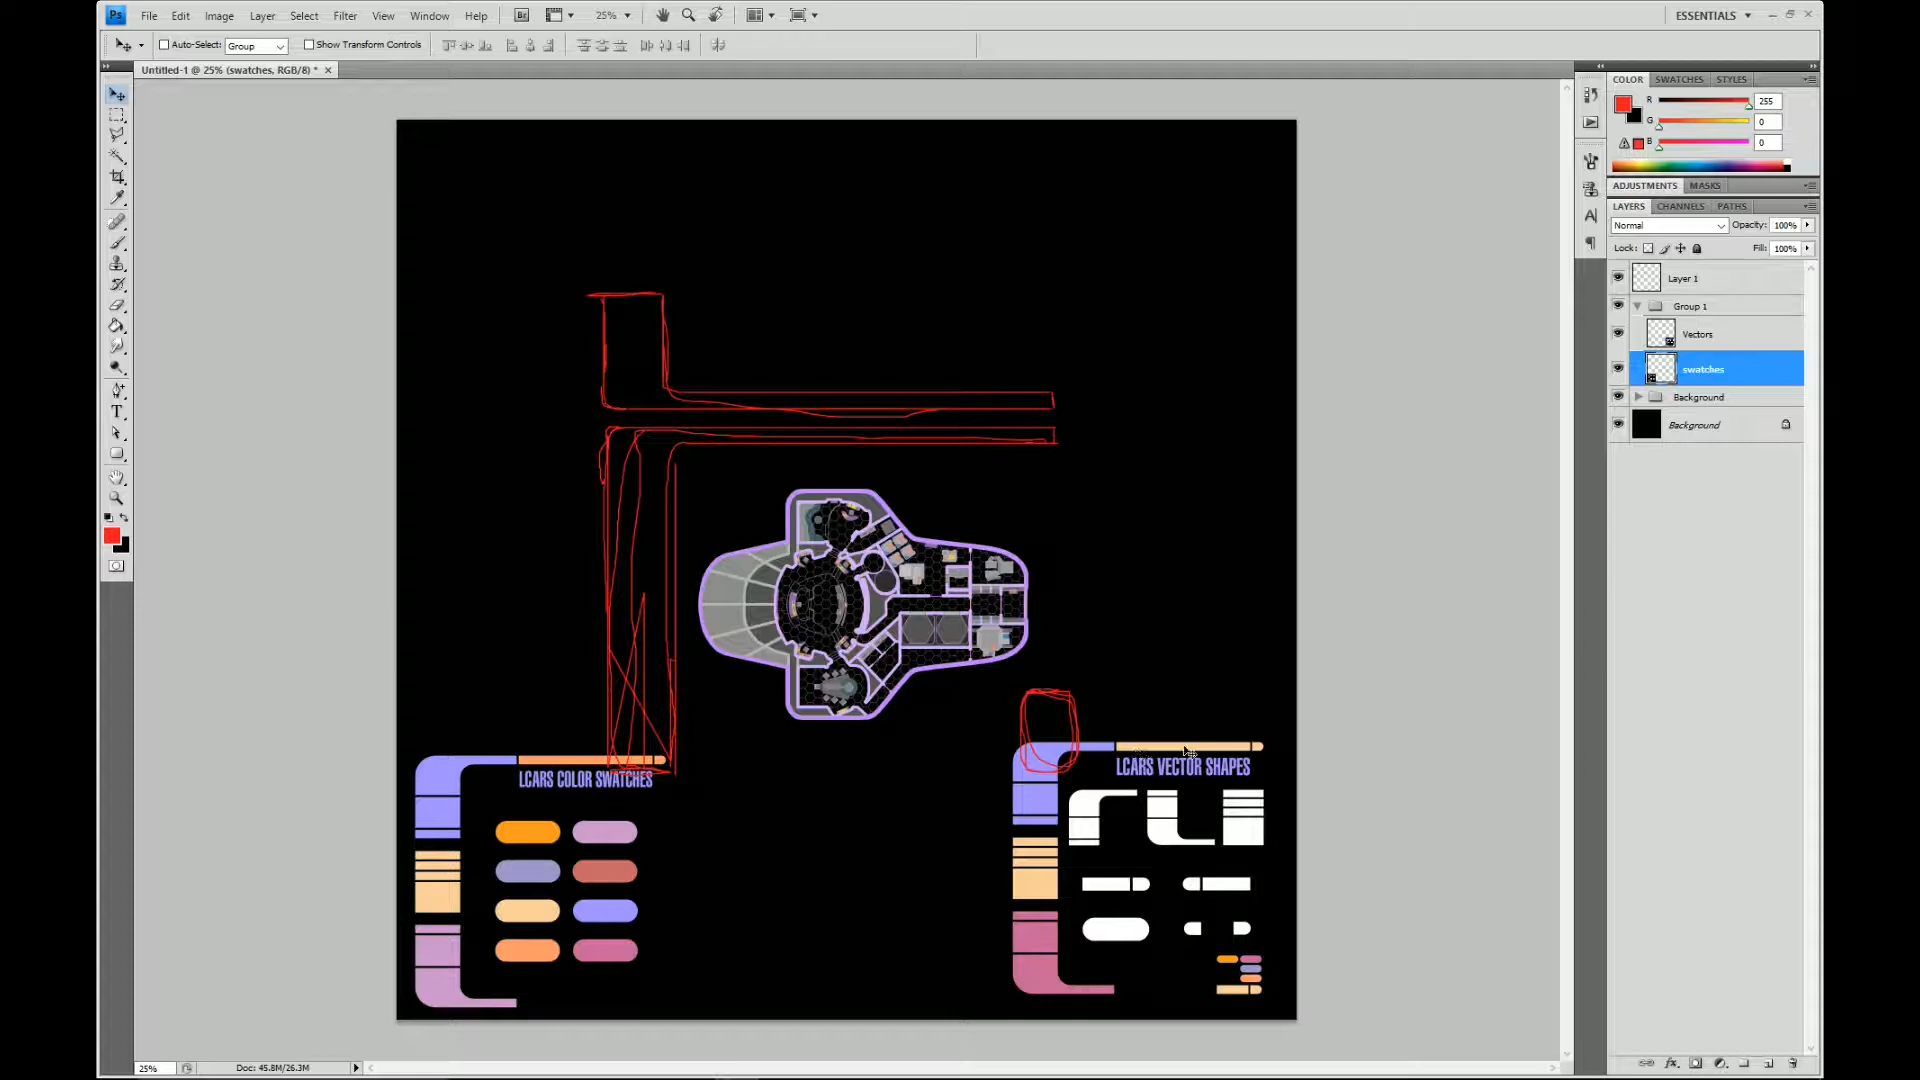 Ps File Edit Image Layer Select Filter View Window Help Br 25% ESSENTIALS
Auto-Select: Group Show Transform Controls
Untitled-1 @ 25% (swatches, RGB/8) *
COLOR SWATCHES STYLES
R 255
G 0
B 0
ADJUSTMENTS MASKS
LAYERS CHANNELS PATHS
Normal Opacity: 100%
Lock: Fill: 100%
Layer 1
Group 1
Vectors
swatches
Background
Background
LCARS COLOR SWATCHES
LCARS VECTOR SHAPES
25% Doc: 45.8M/26.3M